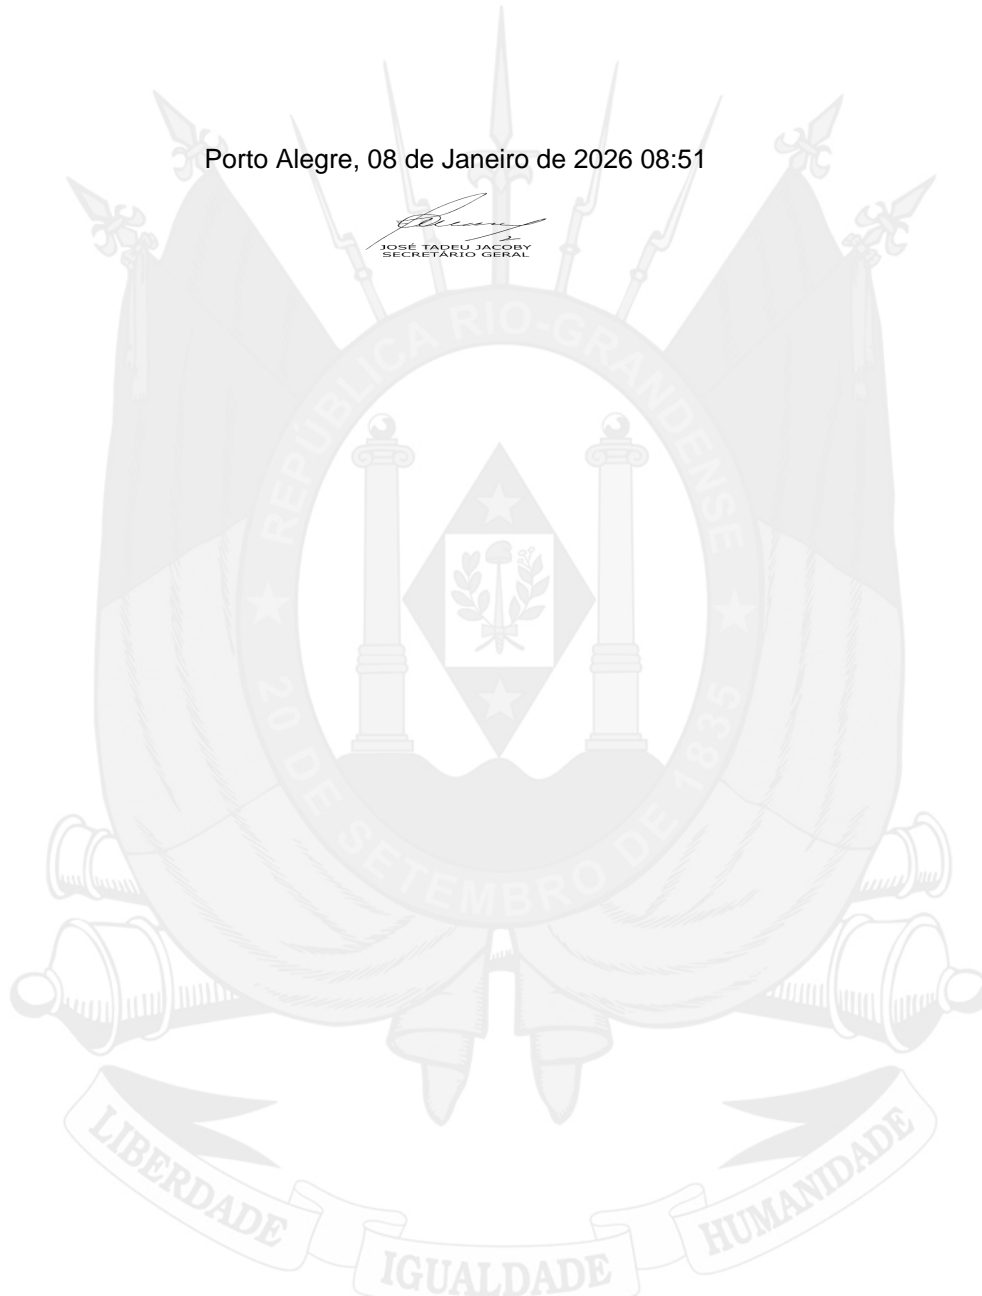 Porto Alegre, 08 de Janeiro de 2026 08:51
JOSÉ TADEU JACOBY
SECRETÁRIO GERAL
REPÚBLICA RIO-GRANDENSE
20 DE SETEMBRO DE 1835
LIBERDADE
IGUALDADE
HUMANIDADE